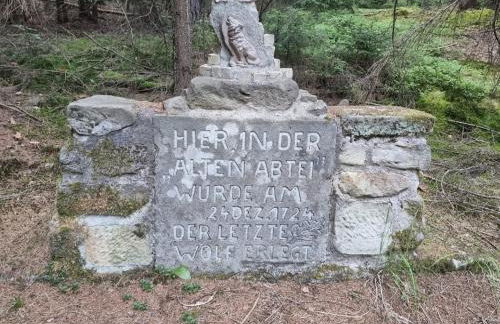 HIER, IN DER
„ALTEN ABTEI"
WURDE AM
24.DEZ.1724
DER LETZTE
WOLF ERLEGT